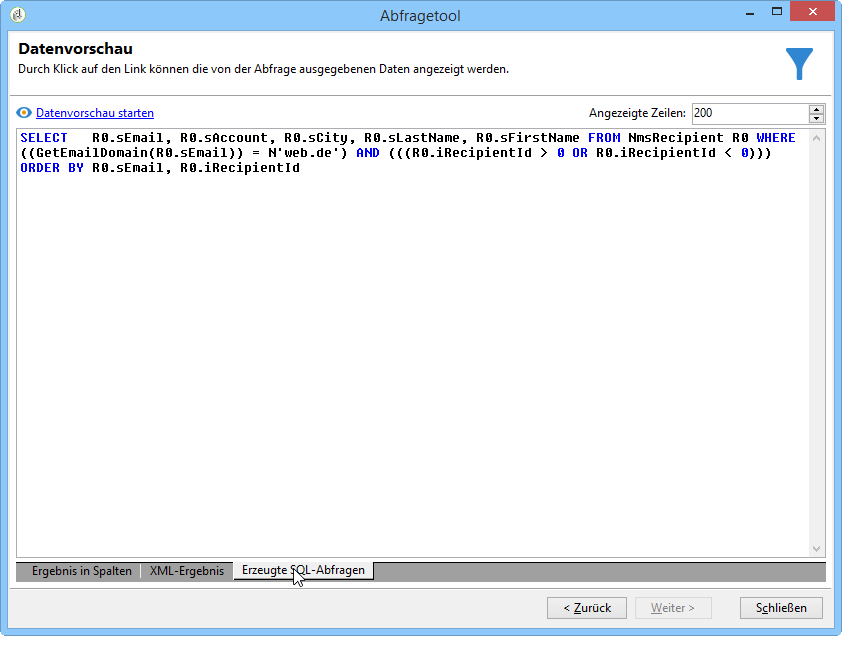 Abfragetool
Datenvorschau
Durch Klick auf den Link können die von der Abfrage ausgegebenen Daten angezeigt werden.
Datenvorschau starten Angezeigte Zeilen: 200
SELECT   R0.sEmail, R0.sAccount, R0.sCity, R0.sLastName, R0.sFirstName FROM NmsRecipient R0 WHERE
((GetEmailDomain(R0.sEmail)) = N'web.de') AND (((R0.iRecipientId > 0 OR R0.iRecipientId < 0)))
ORDER BY R0.sEmail, R0.iRecipientId
Ergebnis in Spalten XML-Ergebnis Erzeugte SQL-Abfragen
< Zurück Weiter > Schließen